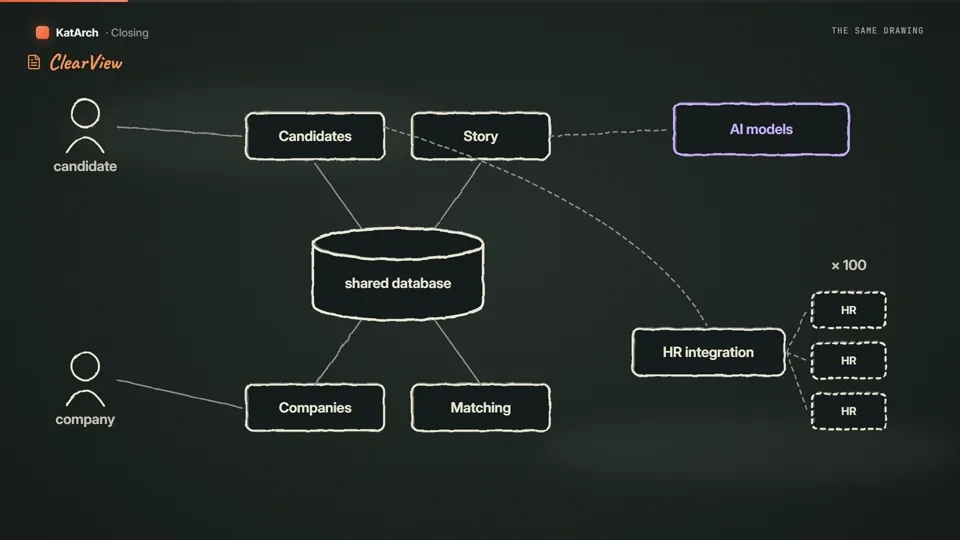 KatArch · Closing
THE SAME DRAWING
ClearView
candidate
Candidates
Story
AI models
shared database
× 100
HR
HR integration
HR
HR
company
Companies
Matching